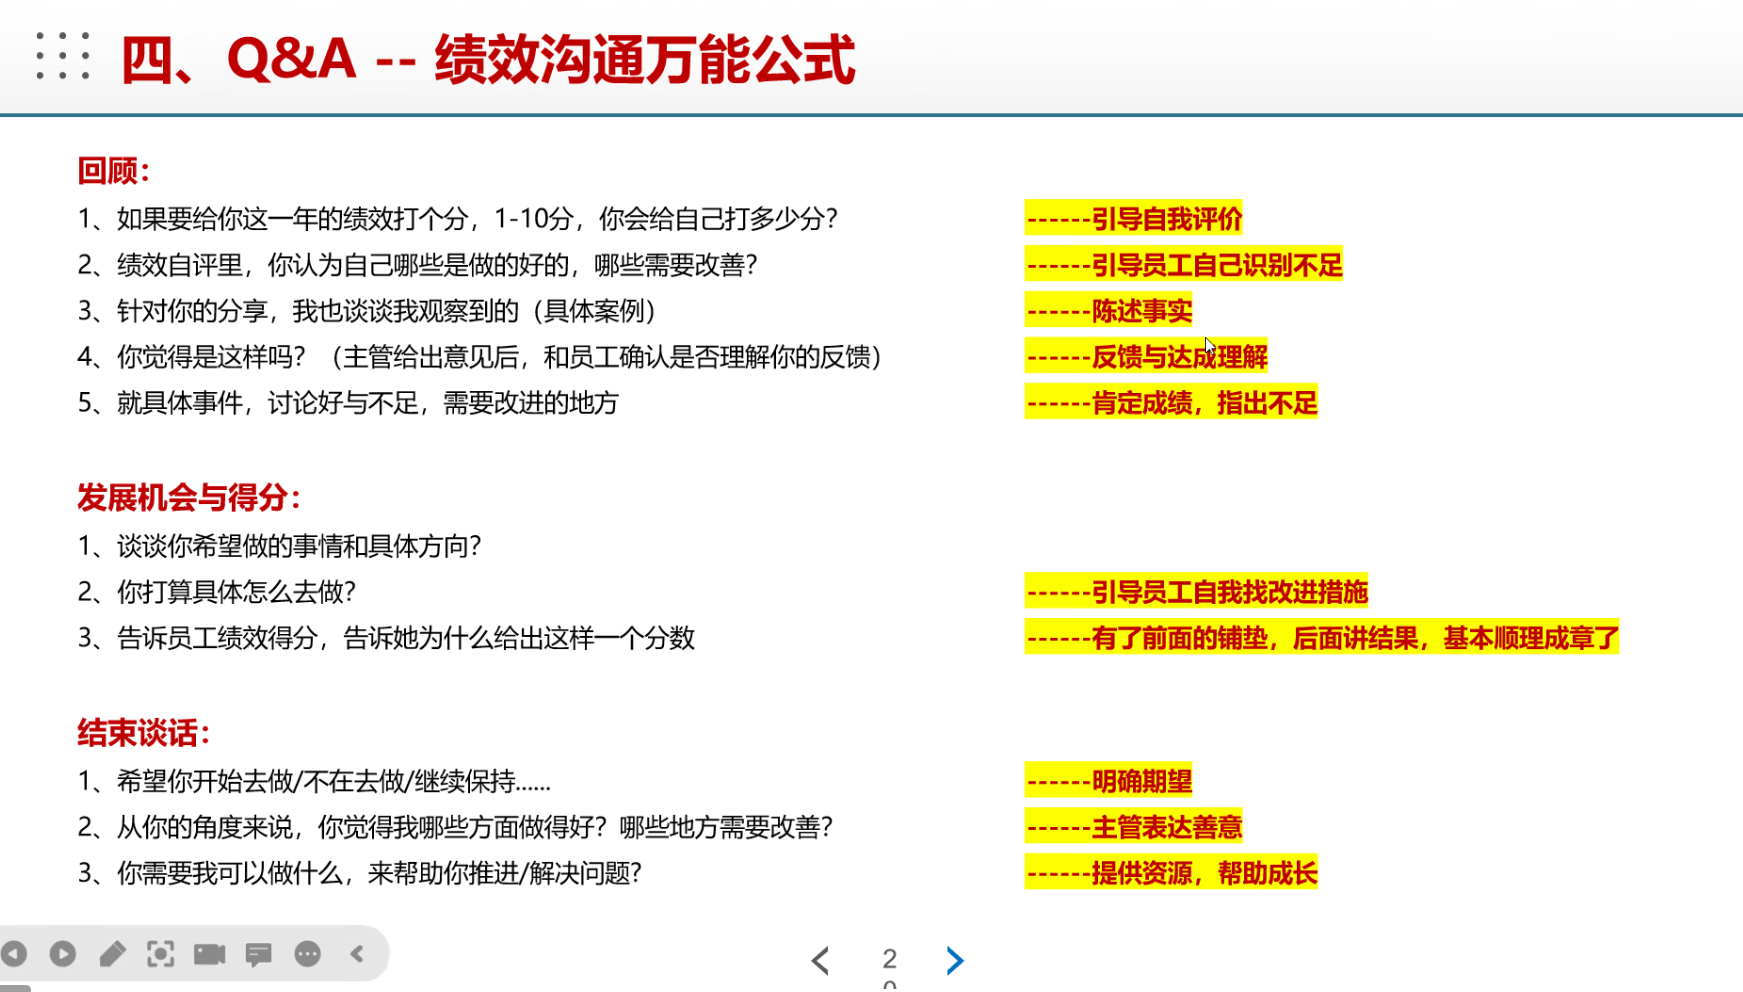 四、Q&A -- 绩效沟通万能公式
回顾：
1、如果要给你这一年的绩效打个分，1-10分，你会给自己打多少分？ ------引导自我评价
2、绩效自评里，你认为自己哪些是做的好的，哪些需要改善？ ------引导员工自己识别不足
3、针对你的分享，我也谈谈我观察到的（具体案例） ------陈述事实
4、你觉得是这样吗？（主管给出意见后，和员工确认是否理解你的反馈） ------反馈与达成理解
5、就具体事件，讨论好与不足，需要改进的地方 ------肯定成绩，指出不足
发展机会与得分：
1、谈谈你希望做的事情和具体方向？
2、你打算具体怎么去做？ ------引导员工自我找改进措施
3、告诉员工绩效得分，告诉她为什么给出这样一个分数 ------有了前面的铺垫，后面讲结果，基本顺理成章了
结束谈话：
1、希望你开始去做/不在去做/继续保持...... ------明确期望
2、从你的角度来说，你觉得我哪些方面做得好？哪些地方需要改善？ ------主管表达善意
3、你需要我可以做什么，来帮助你推进/解决问题？ ------提供资源，帮助成长
2
0